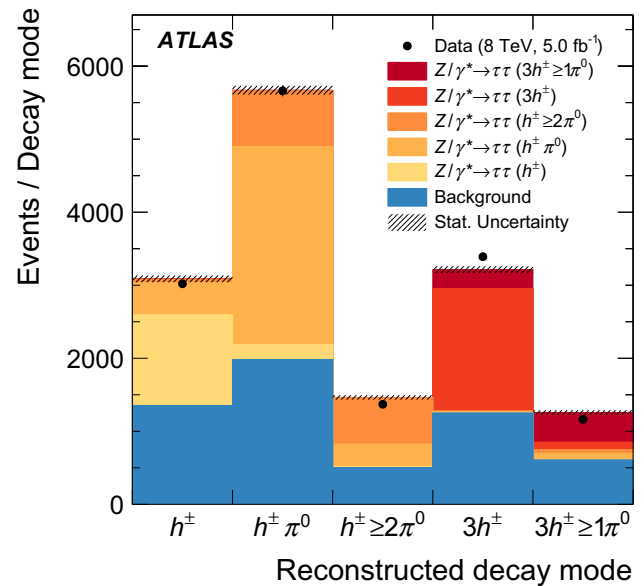 Events / Decay mode
6000
4000
2000
0
ATLAS
Data (8 TeV, 5.0 fb⁻¹)
Z/γ*→ττ (3h±≥1π⁰)
Z/γ*→ττ (3h±)
Z/γ*→ττ (h±≥2π⁰)
Z/γ*→ττ (h± π⁰)
Z/γ*→ττ (h±)
Background
Stat. Uncertainty
h± h± π⁰ h± ≥2π⁰ 3h± 3h± ≥1π⁰
Reconstructed decay mode